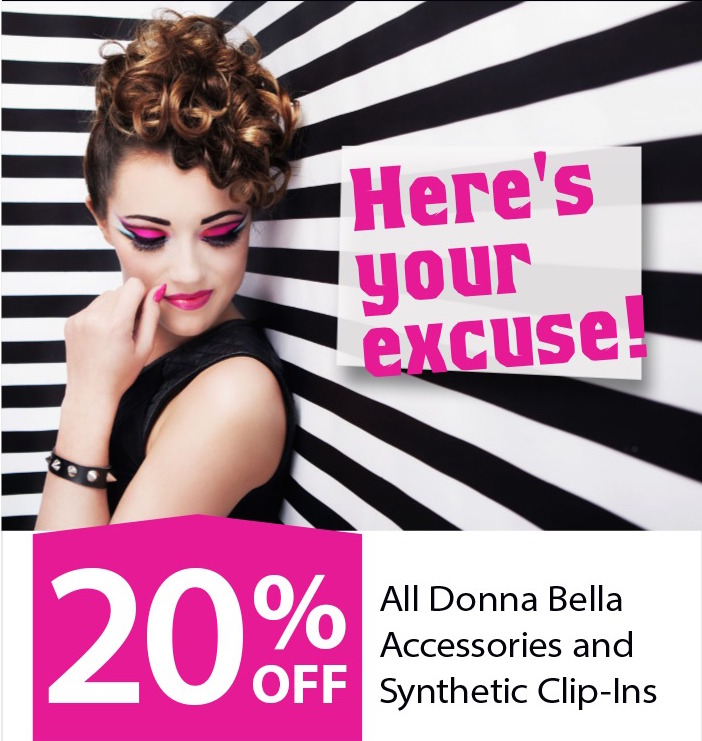 Here's
your
excuse!
20%
OFF
All Donna Bella
Accessories and
Synthetic Clip-Ins